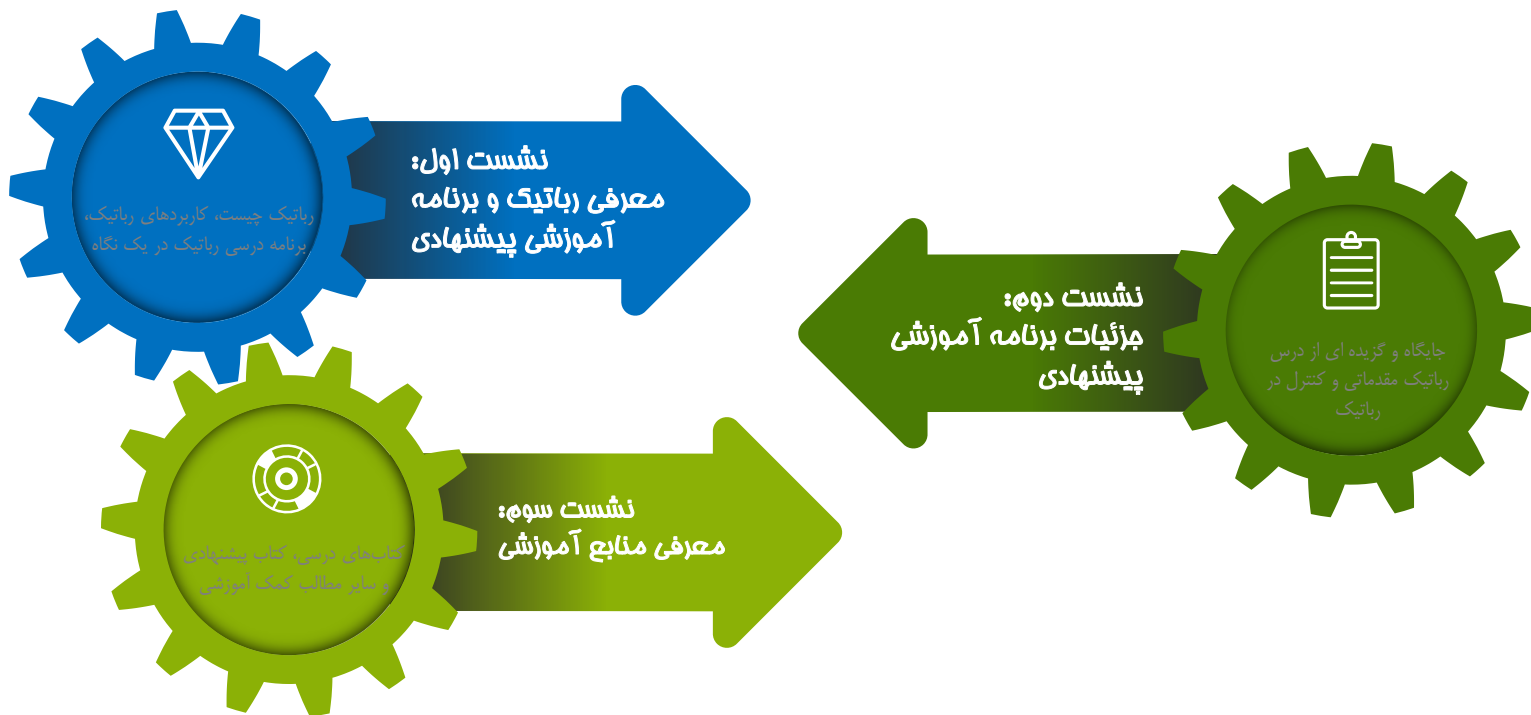 نشست اول:
معرفی رباتیک و برنامه
آموزشی پیشنهادی
رباتیک چیست، کاربردهای رباتیک،
برنامه درسی رباتیک در یک نگاه
نشست دوم:
جزئیات برنامه آموزشی
پیشنهادی
جایگاه و گزیده ای از درس
رباتیک مقدماتی و کنترل در
رباتیک
نشست سوم:
معرفی منابع آموزشی
کتاب‌های درسی، کتاب پیشنهادی
و سایر مطالب کمک آموزشی